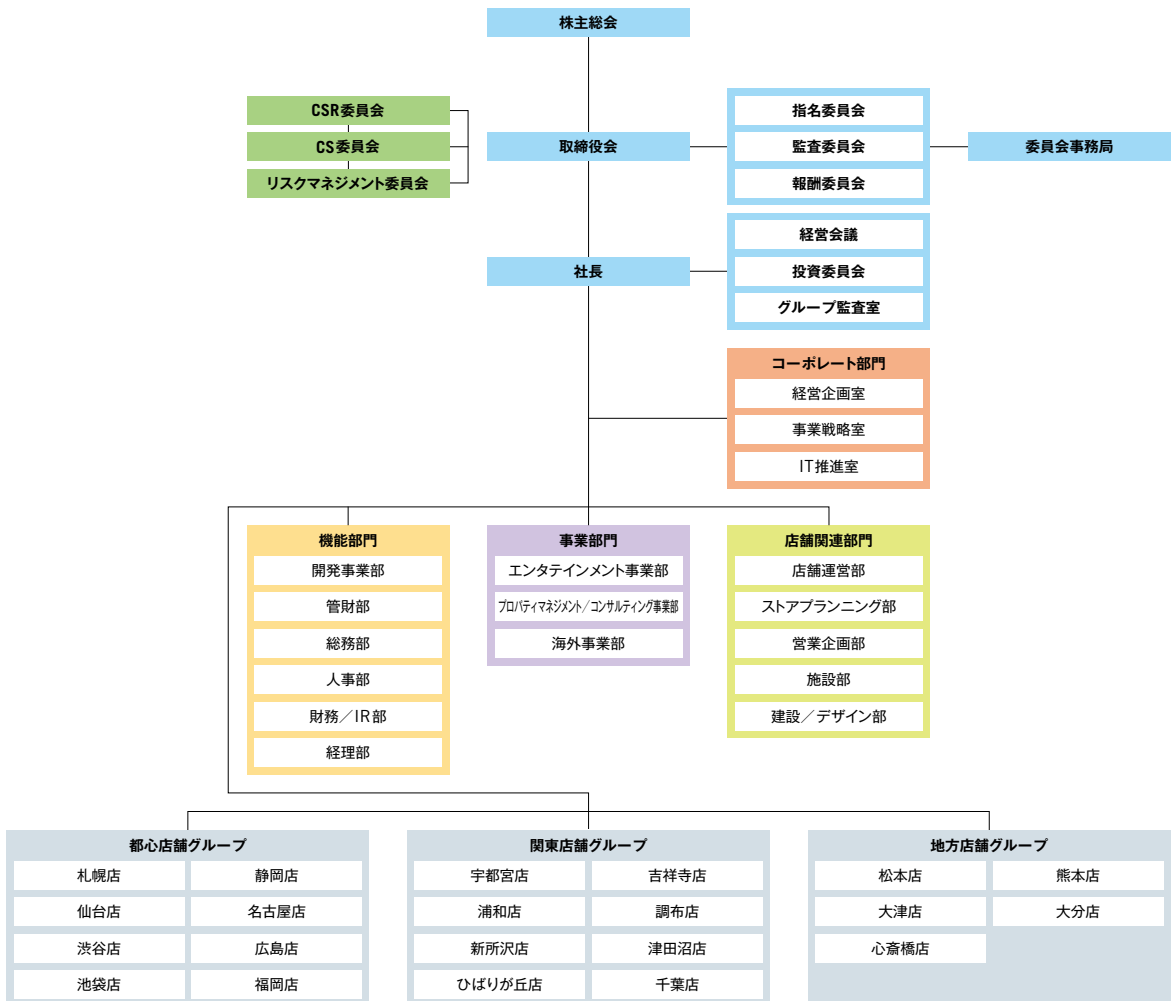 株主総会
CSR委員会
CS委員会
リスクマネジメント委員会
取締役会
指名委員会
監査委員会
報酬委員会
委員会事務局
社長
経営会議
投資委員会
グループ監査室
コーポレート部門
経営企画室
事業戦略室
IT推進室
機能部門
開発事業部
管財部
総務部
人事部
財務／IR部
経理部
事業部門
エンタテインメント事業部
プロパティマネジメント／コンサルティング事業部
海外事業部
店舗関連部門
店舗運営部
ストアプランニング部
営業企画部
施設部
建設／デザイン部
都心店舗グループ
札幌店 静岡店
仙台店 名古屋店
渋谷店 広島店
池袋店 福岡店
関東店舗グループ
宇都宮店 吉祥寺店
浦和店 調布店
新所沢店 津田沼店
ひばりが丘店 千葉店
地方店舗グループ
松本店 熊本店
大津店 大分店
心斎橋店